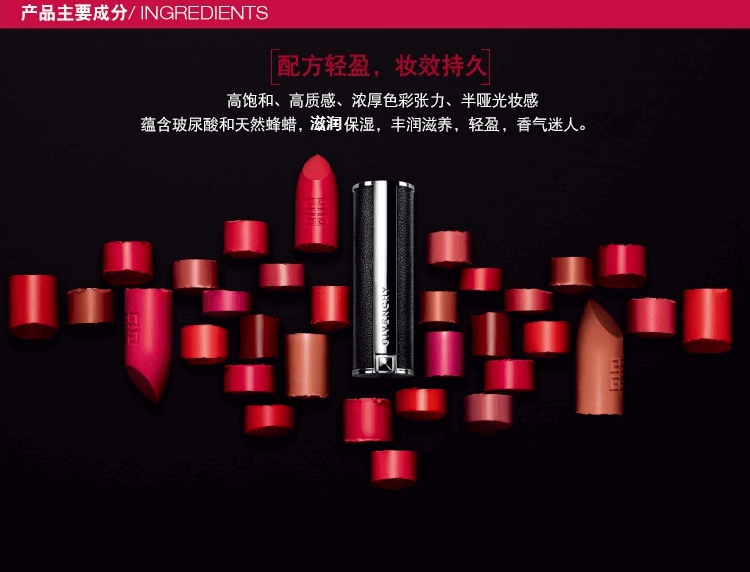 产品主要成分/ INGREDIENTS
配方轻盈，妆效持久
高饱和、高质感、浓厚色彩张力、半哑光妆感
蕴含玻尿酸和天然蜂蜡，滋润保湿，丰润滋养，轻盈，香气迷人。
GIVENCHY